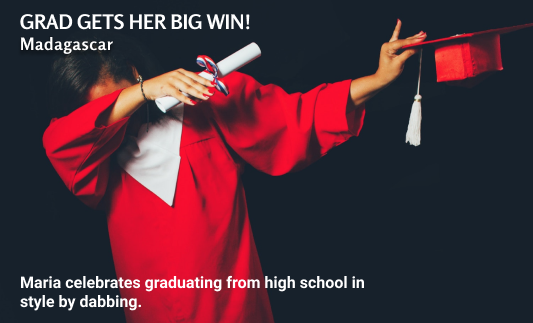 GRAD GETS HER BIG WIN!
Madagascar
Maria celebrates graduating from high school in
style by dabbing.